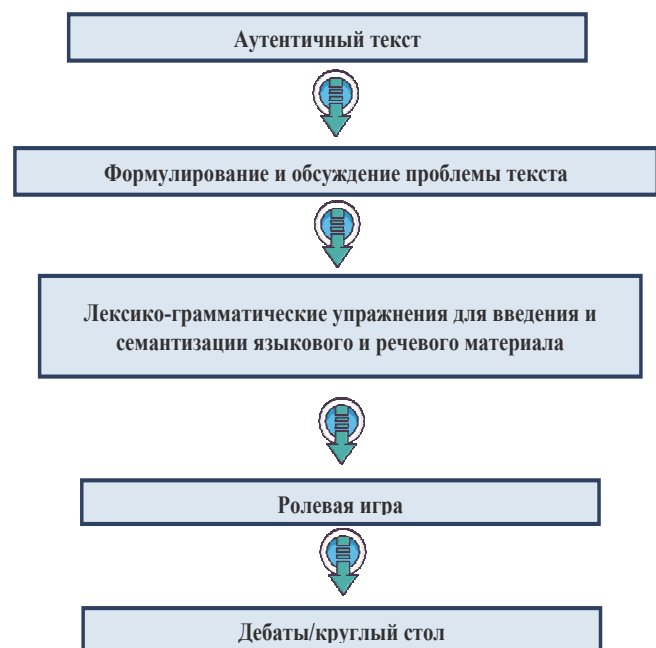 Аутентичный текст
Формулирование и обсуждение проблемы текста
Лексико-грамматические упражнения для введения и
семантизации языкового и речевого материала
Ролевая игра
Дебаты/круглый стол